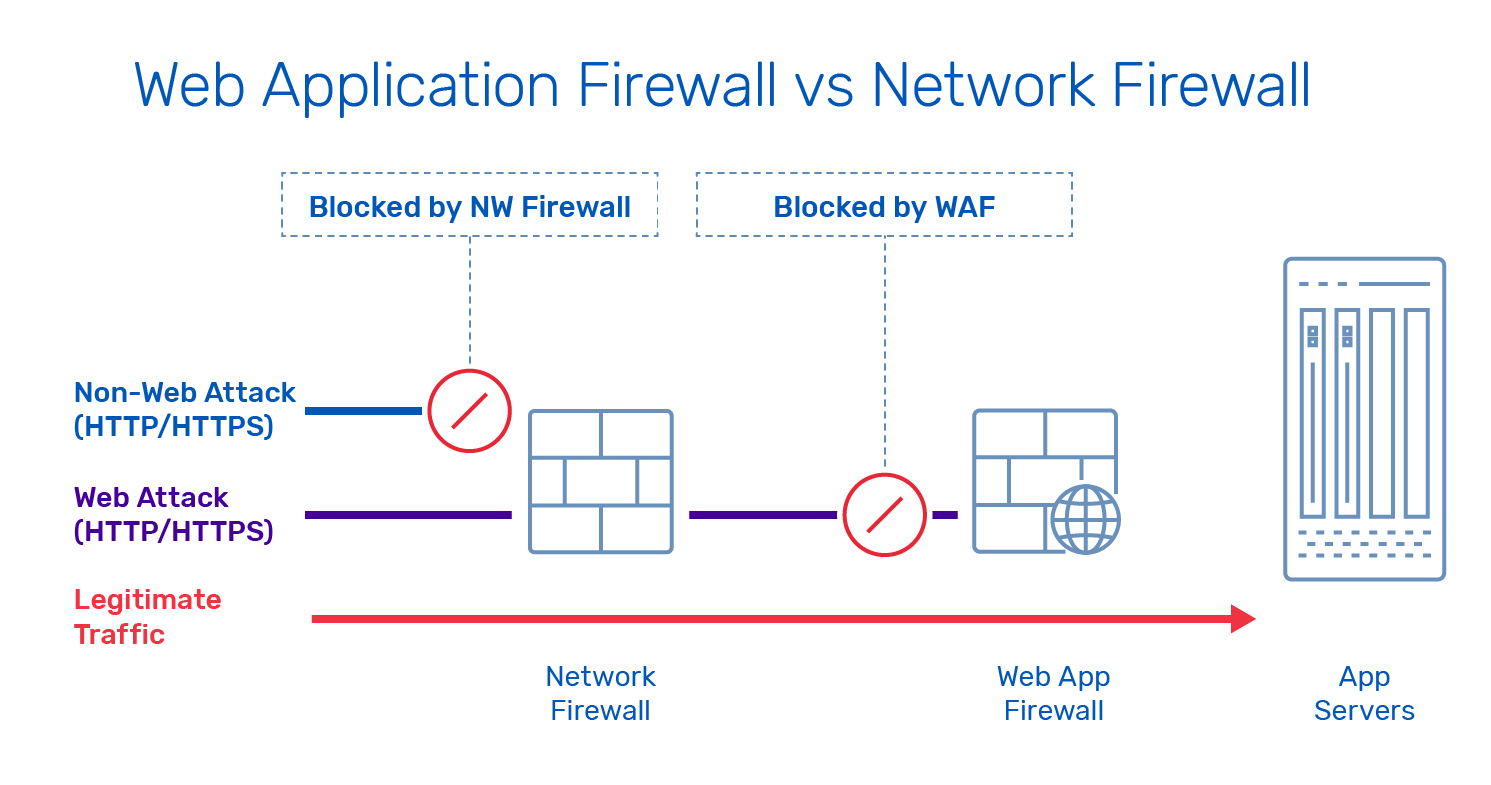 Web Application Firewall vs Network Firewall
Blocked by NW Firewall
Blocked by WAF
Non-Web Attack
(HTTP/HTTPS)
Web Attack
(HTTP/HTTPS)
Legitimate
Traffic
Network
Firewall
Web App
Firewall
App
Servers